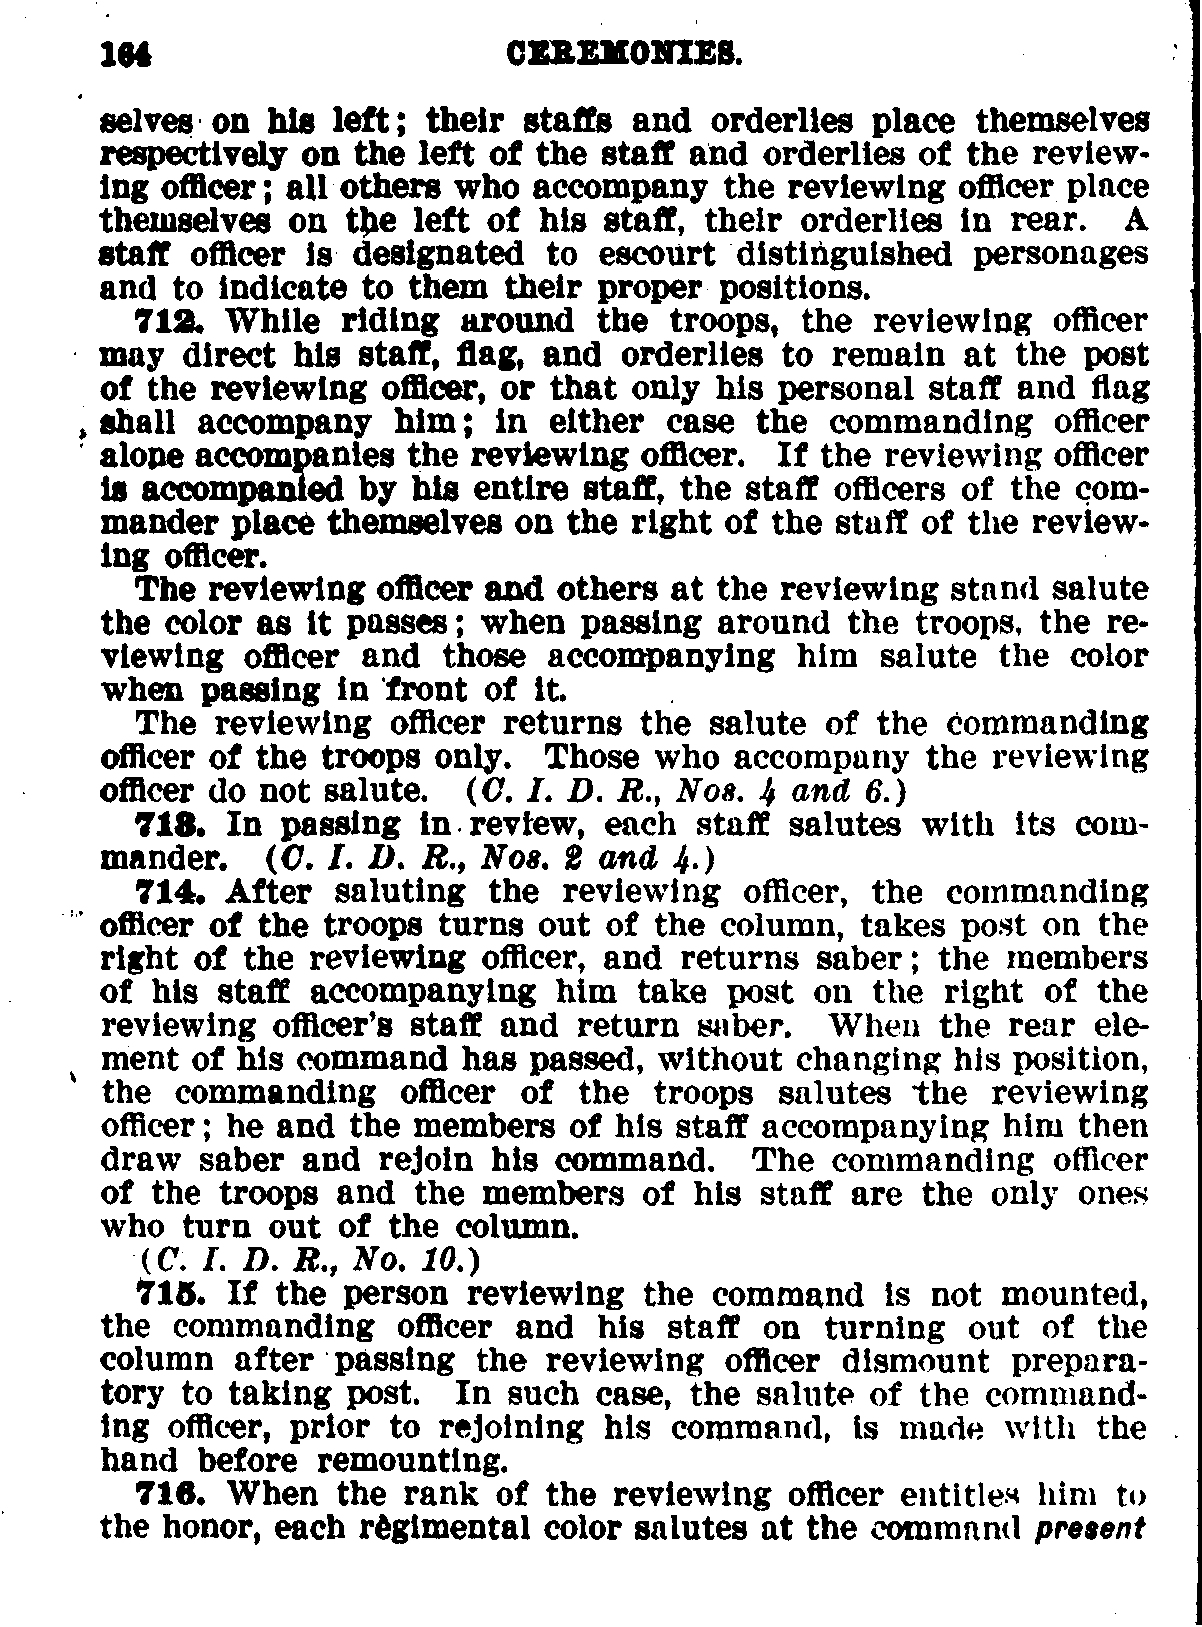 164 CEREMONIES.
selves on his left; their staffs and orderlies place themselves
respectively on the left of the staff and orderlies of the review-
ing officer; all others who accompany the reviewing officer place
themselves on the left of his staff, their orderlies in rear. A
staff officer is designated to escourt distinguished personages
and to indicate to them their proper positions.
712. While riding around the troops, the reviewing officer
may direct his staff, flag, and orderlies to remain at the post
of the reviewing officer, or that only his personal staff and flag
shall accompany him; in either case the commanding officer
alone accompanies the reviewing officer. If the reviewing officer
is accompanied by his entire staff, the staff officers of the com-
mander place themselves on the right of the staff of the review-
ing officer.
The reviewing officer and others at the reviewing stand salute
the color as it passes; when passing around the troops, the re-
viewing officer and those accompanying him salute the color
when passing in front of it.
The reviewing officer returns the salute of the commanding
officer of the troops only. Those who accompany the reviewing
officer do not salute. (C. I. D. R., Nos. 4 and 6.)
713. In passing in review, each staff salutes with its com-
mander. (C. I. D. R., Nos. 2 and 4.)
714. After saluting the reviewing officer, the commanding
officer of the troops turns out of the column, takes post on the
right of the reviewing officer, and returns saber; the members
of his staff accompanying him take post on the right of the
reviewing officer's staff and return saber. When the rear ele-
ment of his command has passed, without changing his position,
the commanding officer of the troops salutes the reviewing
officer; he and the members of his staff accompanying him then
draw saber and rejoin his command. The commanding officer
of the troops and the members of his staff are the only ones
who turn out of the column.
(C. I. D. R., No. 10.)
715. If the person reviewing the command is not mounted,
the commanding officer and his staff on turning out of the
column after passing the reviewing officer dismount prepara-
tory to taking post. In such case, the salute of the command-
ing officer, prior to rejoining his command, is made with the
hand before remounting.
716. When the rank of the reviewing officer entitles him to
the honor, each regimental color salutes at the command present